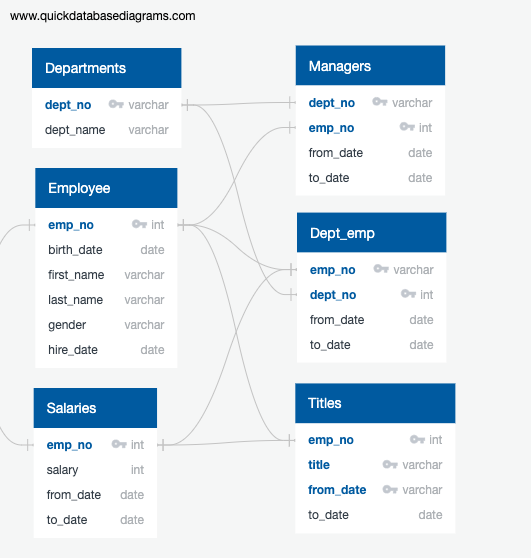 www.quickdatabasediagrams.com
Departments
dept_no varchar
dept_name varchar
Employee
emp_no int
birth_date date
first_name varchar
last_name varchar
gender varchar
hire_date date
Salaries
emp_no int
salary int
from_date date
to_date date
Managers
dept_no varchar
emp_no int
from_date date
to_date date
Dept_emp
emp_no varchar
dept_no int
from_date date
to_date date
Titles
emp_no int
title varchar
from_date varchar
to_date date